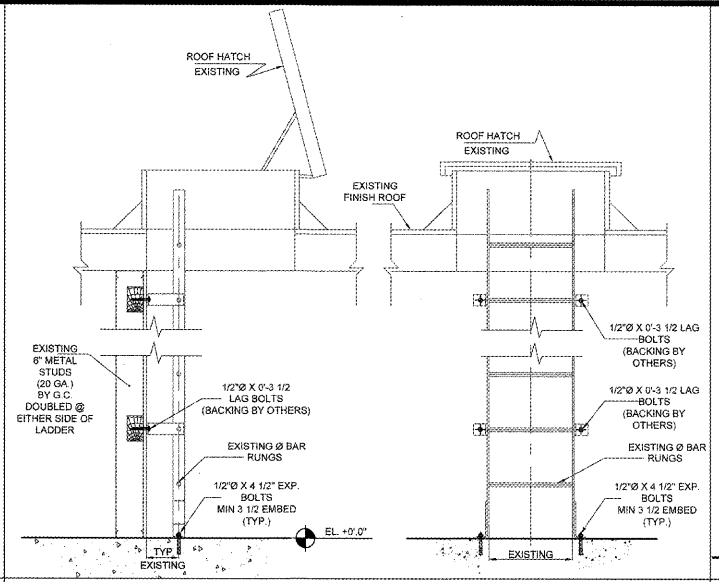 ROOF HATCH
EXISTING
EXISTING
6" METAL
STUDS
(20 GA.)
BY G.C.
DOUBLED @
EITHER SIDE OF
LADDER
1/2"Ø X 0'-3 1/2
LAG BOLTS
(BACKING BY OTHERS)
EXISTING Ø BAR
RUNGS
1/2"Ø X 4 1/2" EXP.
BOLTS
MIN 3 1/2 EMBED
(TYP.)
TYP
EXISTING
EL. +0'.0"
ROOF HATCH
EXISTING
EXISTING
FINISH ROOF
1/2"Ø X 0'-3 1/2 LAG
BOLTS
(BACKING BY
OTHERS)
1/2"Ø X 0'-3 1/2 LAG
BOLTS
(BACKING BY
OTHERS)
EXISTING Ø BAR
RUNGS
1/2"Ø X 4 1/2" EXP.
BOLTS
MIN 3 1/2 EMBED
(TYP.)
EXISTING